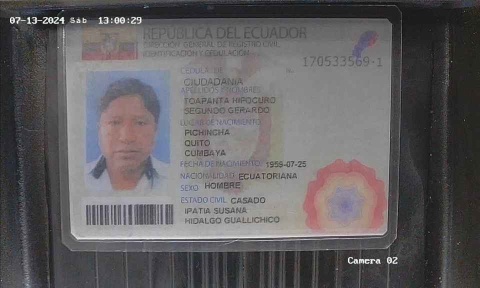 07-13-2024 Sáb 13:00:29
REPÚBLICA DEL ECUADOR
DIRECCIÓN GENERAL DE REGISTRO CIVIL
IDENTIFICACIÓN Y CEDULACIÓN
170533569-1
CÉDULA DE
CIUDADANÍA
APELLIDOS Y NOMBRES
TOAPANTA HIPOCURO
SEGUNDO GERARDO
LUGAR DE NACIMIENTO
PICHINCHA
QUITO
CUMBAYA
FECHA DE NACIMIENTO 1959-07-25
NACIONALIDAD ECUATORIANA
SEXO HOMBRE
ESTADO CIVIL CASADO
IPATIA SUSANA
HIDALGO GUALLICHICO
Camera 02